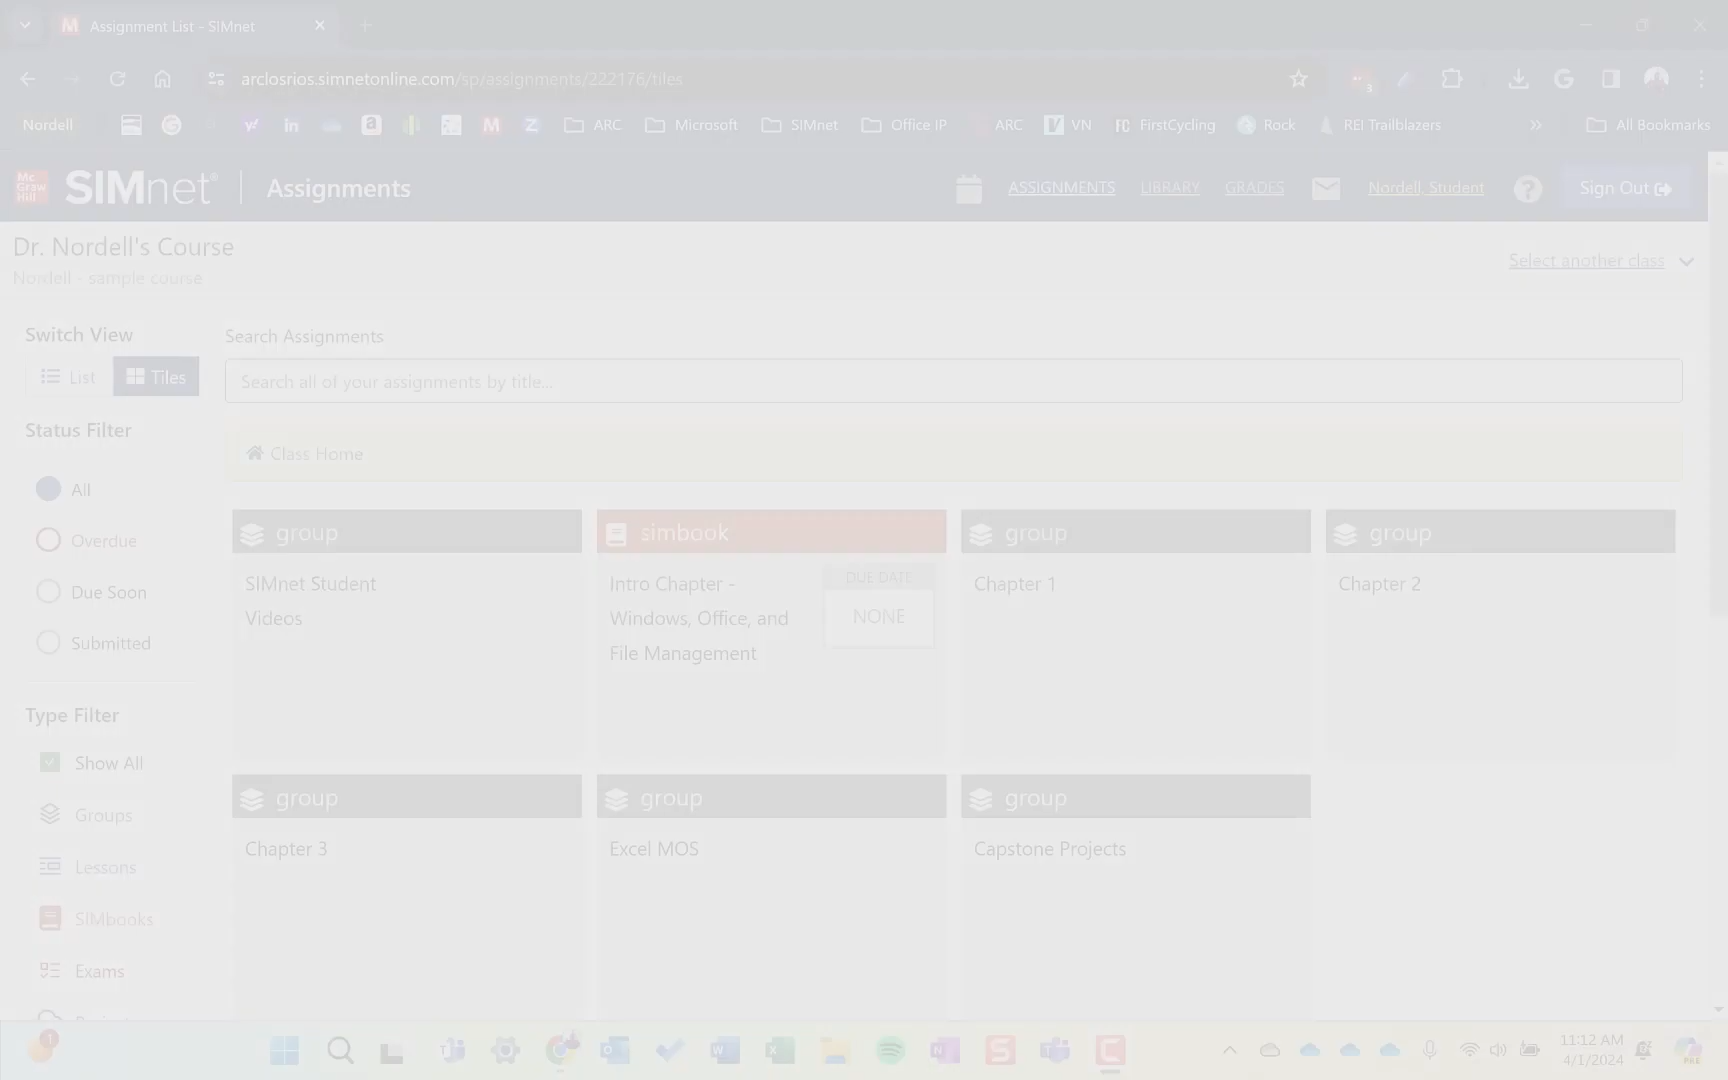 Assignment List - SIMnet
arclosrios.simnetonline.com/sp/assignments/222176/tiles
3
Nordell
ARC
Microsoft
SIMnet
Office IP
ARC
VN
FirstCycling
Rock
REI Trailblazers
All Bookmarks
Mc Graw Hill
SIMnet®
Assignments
ASSIGNMENTS
LIBRARY
GRADES
Nordell, Student
Sign Out
Dr. Nordell's Course
Nordell - sample course
Select another class
Switch View
List
Tiles
Search Assignments
Search all of your assignments by title...
Status Filter
All
Overdue
Due Soon
Submitted
Class Home
group
SIMnet Student
Videos
simbook
Intro Chapter -
Windows, Office, and
File Management
DUE DATE
NONE
group
Chapter 1
group
Chapter 2
Type Filter
Show All
Groups
Lessons
SIMbooks
Exams
group
Chapter 3
group
Excel MOS
group
Capstone Projects
1
11:12 AM
4/1/2024